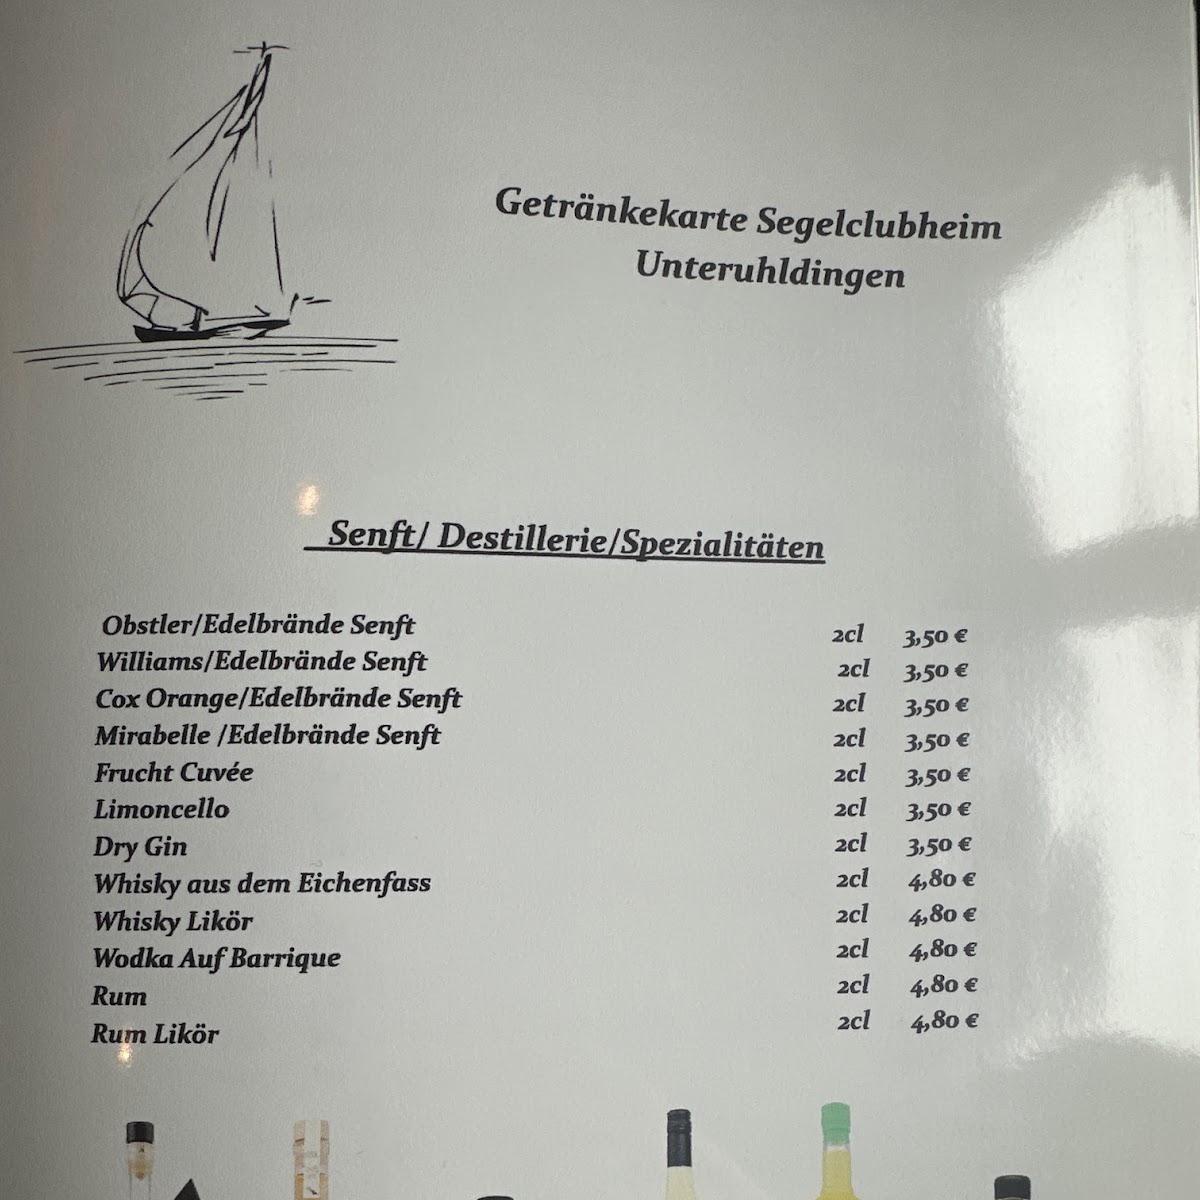 Getränkekarte Segelclubheim
Unteruhldingen
Senft/ Destillerie/Spezialitäten
Obstler/Edelbrände Senft 2cl 3,50 €
Williams/Edelbrände Senft 2cl 3,50 €
Cox Orange/Edelbrände Senft 2cl 3,50 €
Mirabelle /Edelbrände Senft 2cl 3,50 €
Frucht Cuvée 2cl 3,50 €
Limoncello 2cl 3,50 €
Dry Gin 2cl 3,50 €
Whisky aus dem Eichenfass 2cl 4,80 €
Whisky Likör 2cl 4,80 €
Wodka Auf Barrique 2cl 4,80 €
Rum 2cl 4,80 €
Rum Likör 2cl 4,80 €